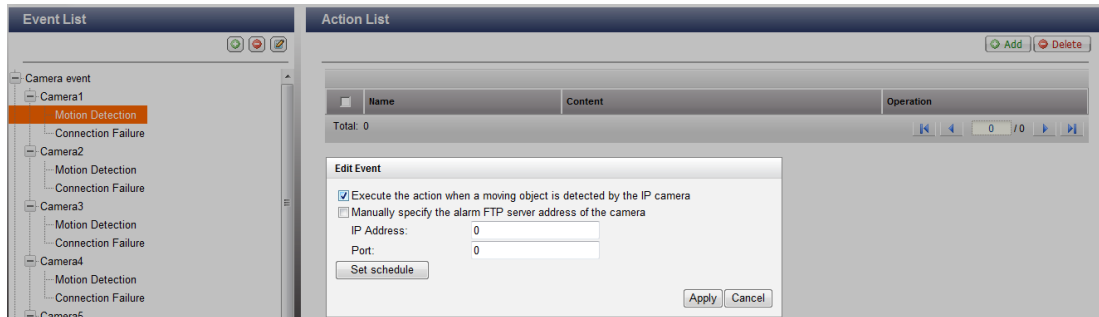 Event List
Camera event
Camera1
Motion Detection
Connection Failure
Camera2
Motion Detection
Connection Failure
Camera3
Motion Detection
Connection Failure
Camera4
Motion Detection
Connection Failure
Camera5
Action List
Add Delete
Name Content Operation
Total: 0 0 / 0
Edit Event
Execute the action when a moving object is detected by the IP camera
Manually specify the alarm FTP server address of the camera
IP Address: 0
Port: 0
Set schedule
Apply Cancel